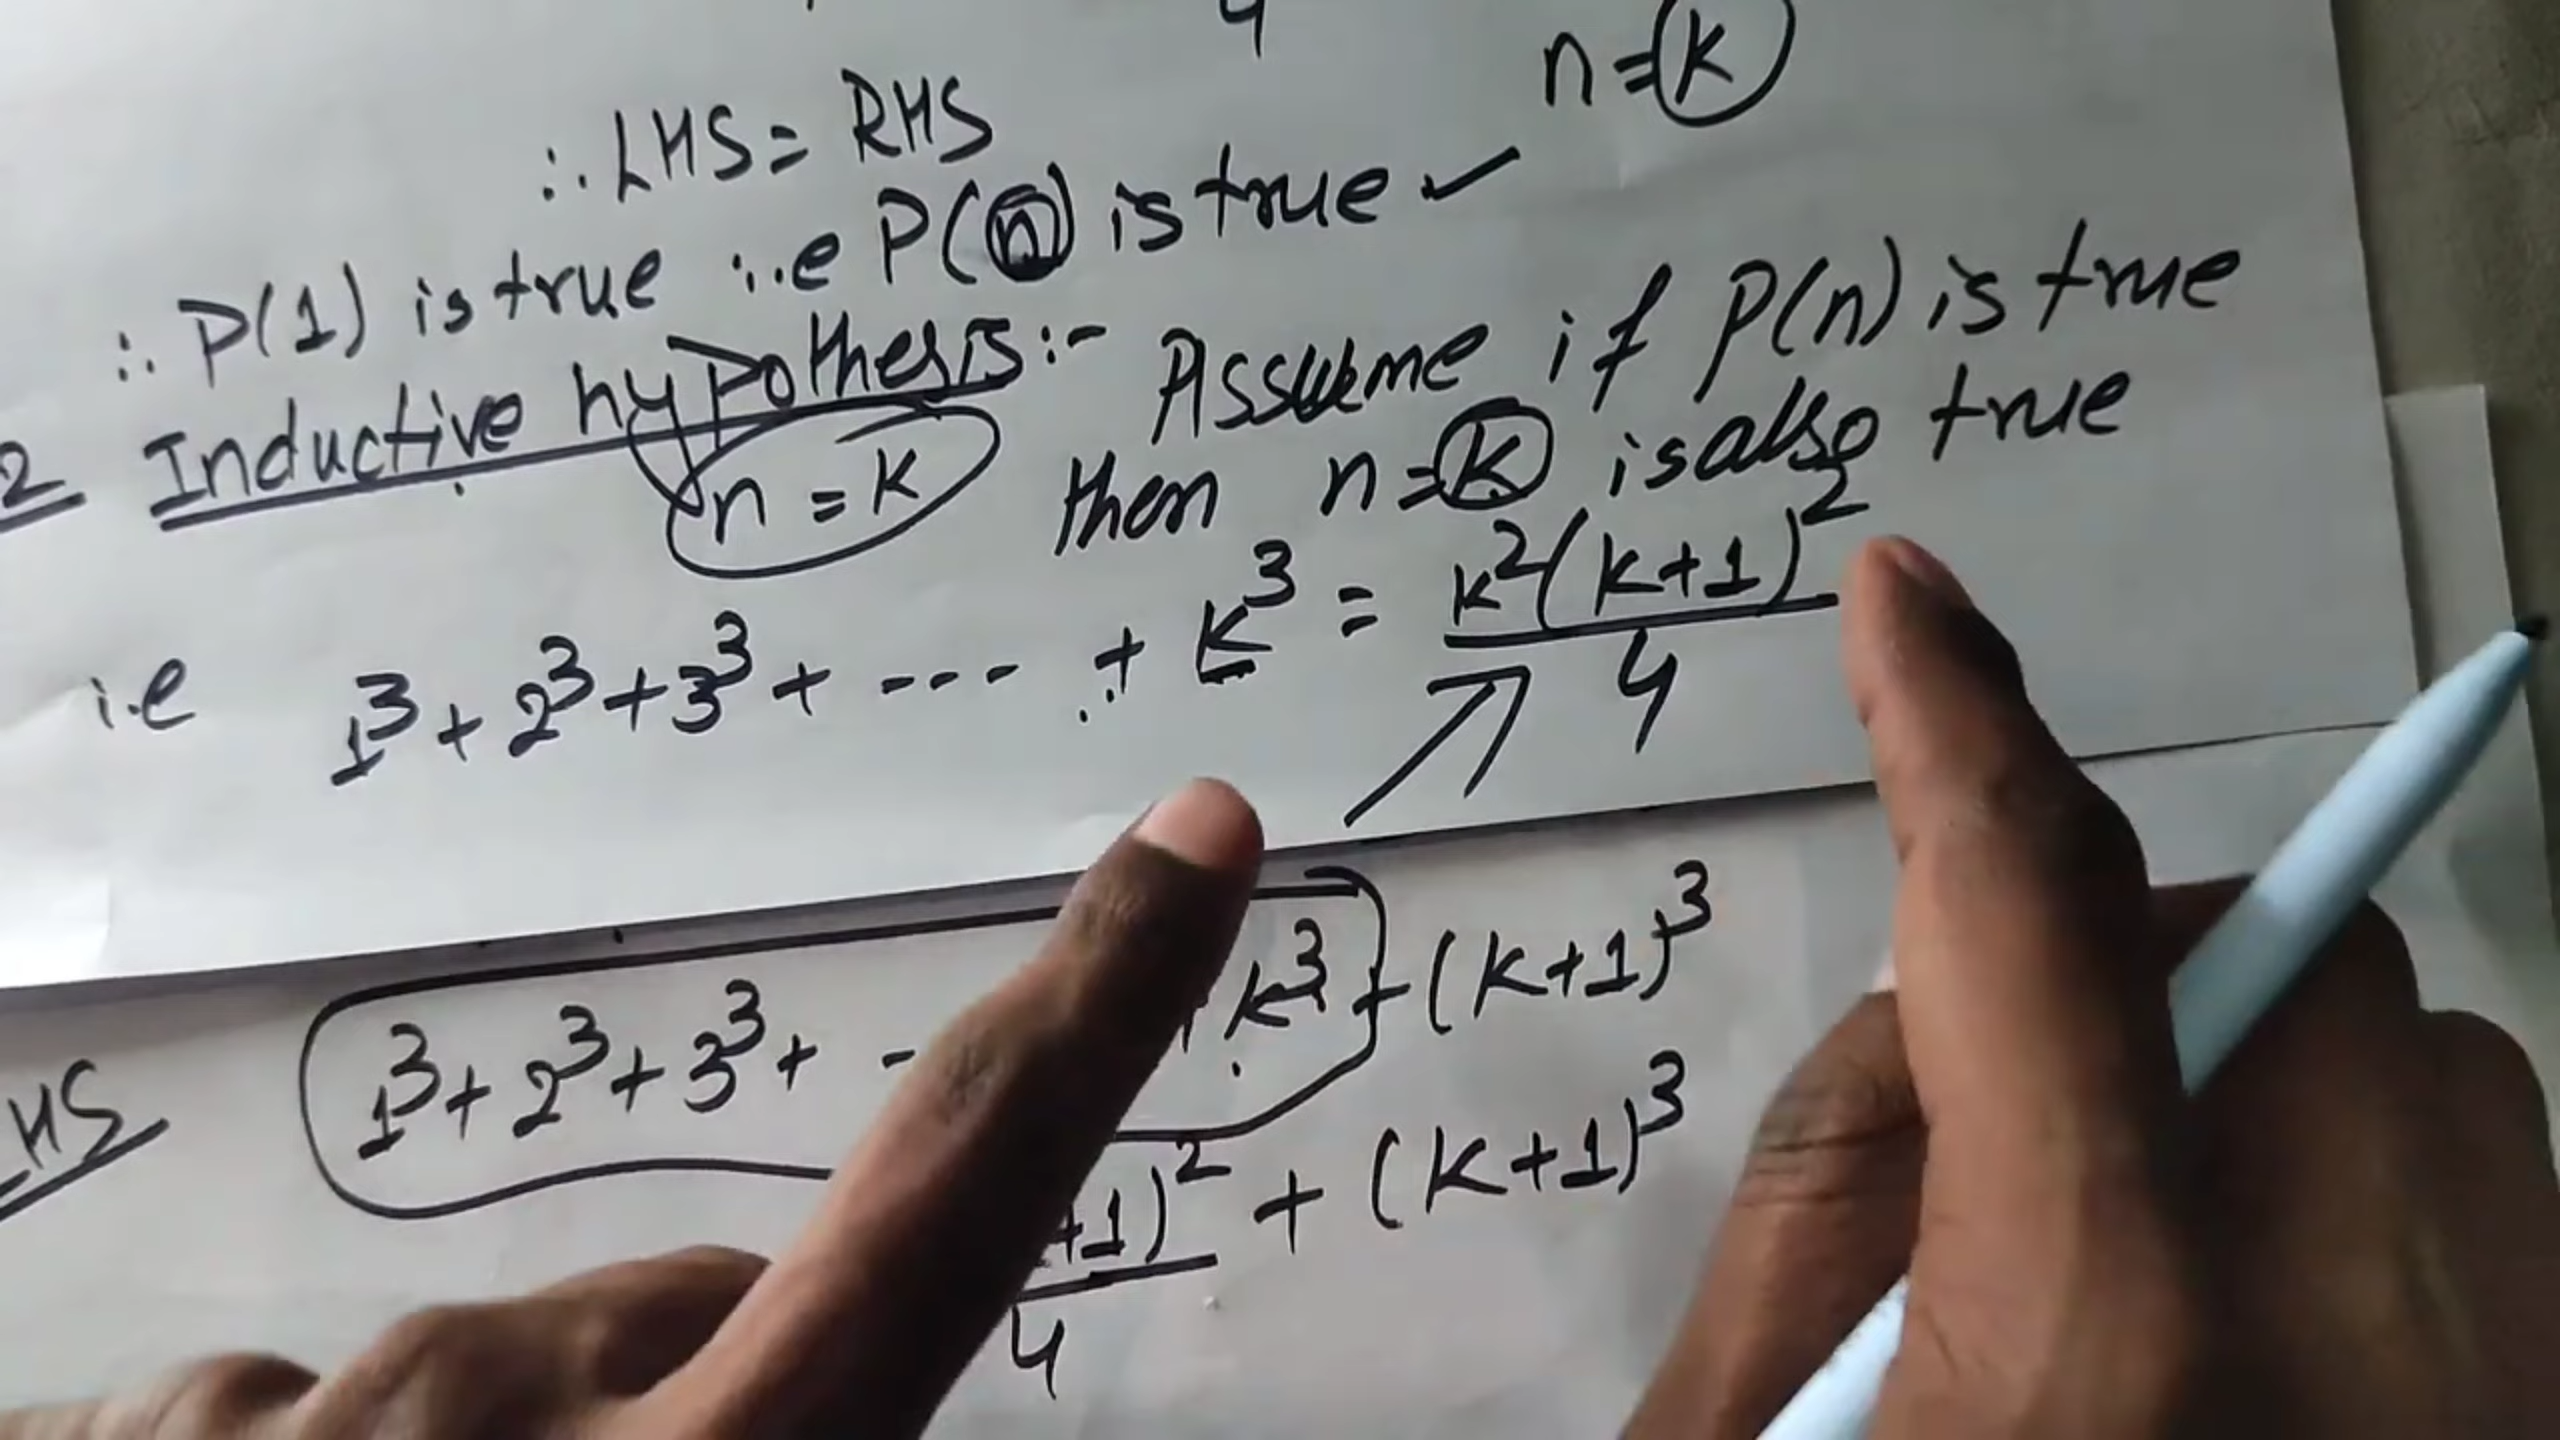 4
n=k
∴ LHS = RHS
∴ P(1) is true i.e P(n) is true ✓
2 Inductive hypothesis:- Assume if P(n) is true
n = k then n=k is also true
i.e 1³ + 2³ + 3³ + ---- + k³ = k²(k+1)²/4
HS 1³ + 2³ + 3³ + - + k³ + (k+1)³
+1)²/4 + (k+1)³